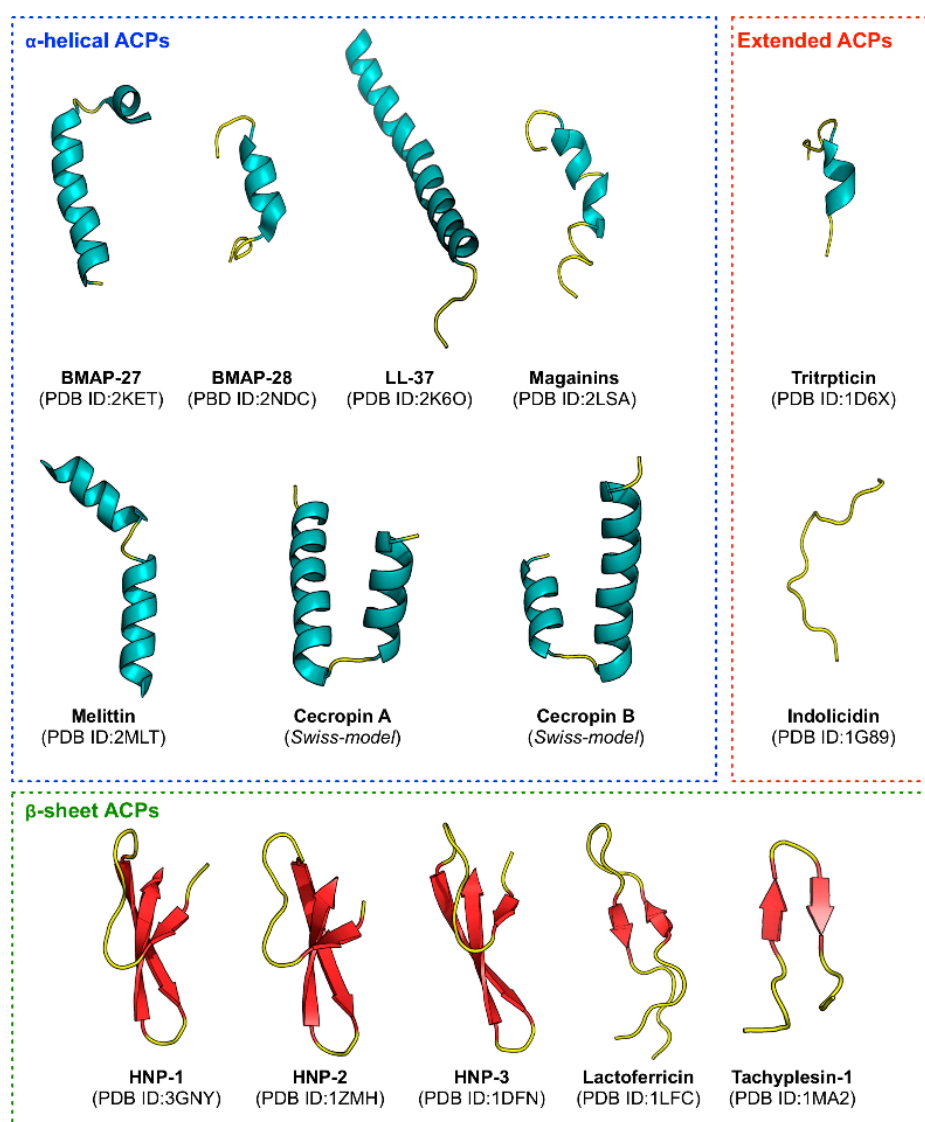 α-helical ACPs
Extended ACPs
BMAP-27
(PDB ID:2KET)
BMAP-28
(PBD ID:2NDC)
LL-37
(PDB ID:2K6O)
Magainins
(PDB ID:2LSA)
Tritrpticin
(PDB ID:1D6X)
Melittin
(PDB ID:2MLT)
Cecropin A
(Swiss-model)
Cecropin B
(Swiss-model)
Indolicidin
(PDB ID:1G89)
β-sheet ACPs
HNP-1
(PDB ID:3GNY)
HNP-2
(PDB ID:1ZMH)
HNP-3
(PDB ID:1DFN)
Lactoferricin
(PDB ID:1LFC)
Tachyplesin-1
(PDB ID:1MA2)